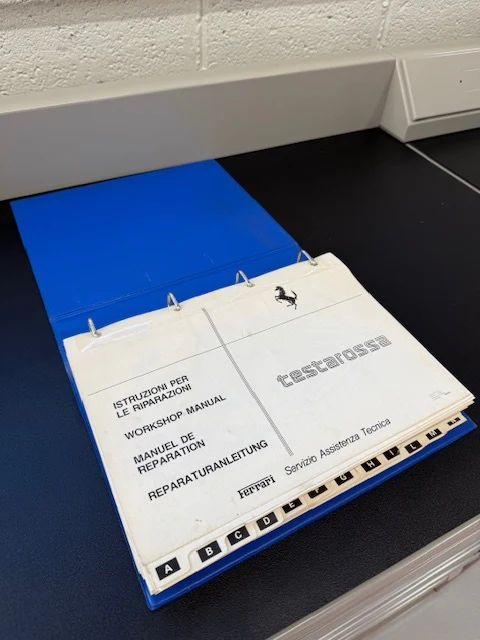 ISTRUZIONI PER
LE RIPARAZIONI
WORKSHOP MANUAL
MANUEL DE
REPARATION
REPARATURANLEITUNG
testarossa
Ferrari Servizio Assistenza Tecnica
A B C D E F G H I L M